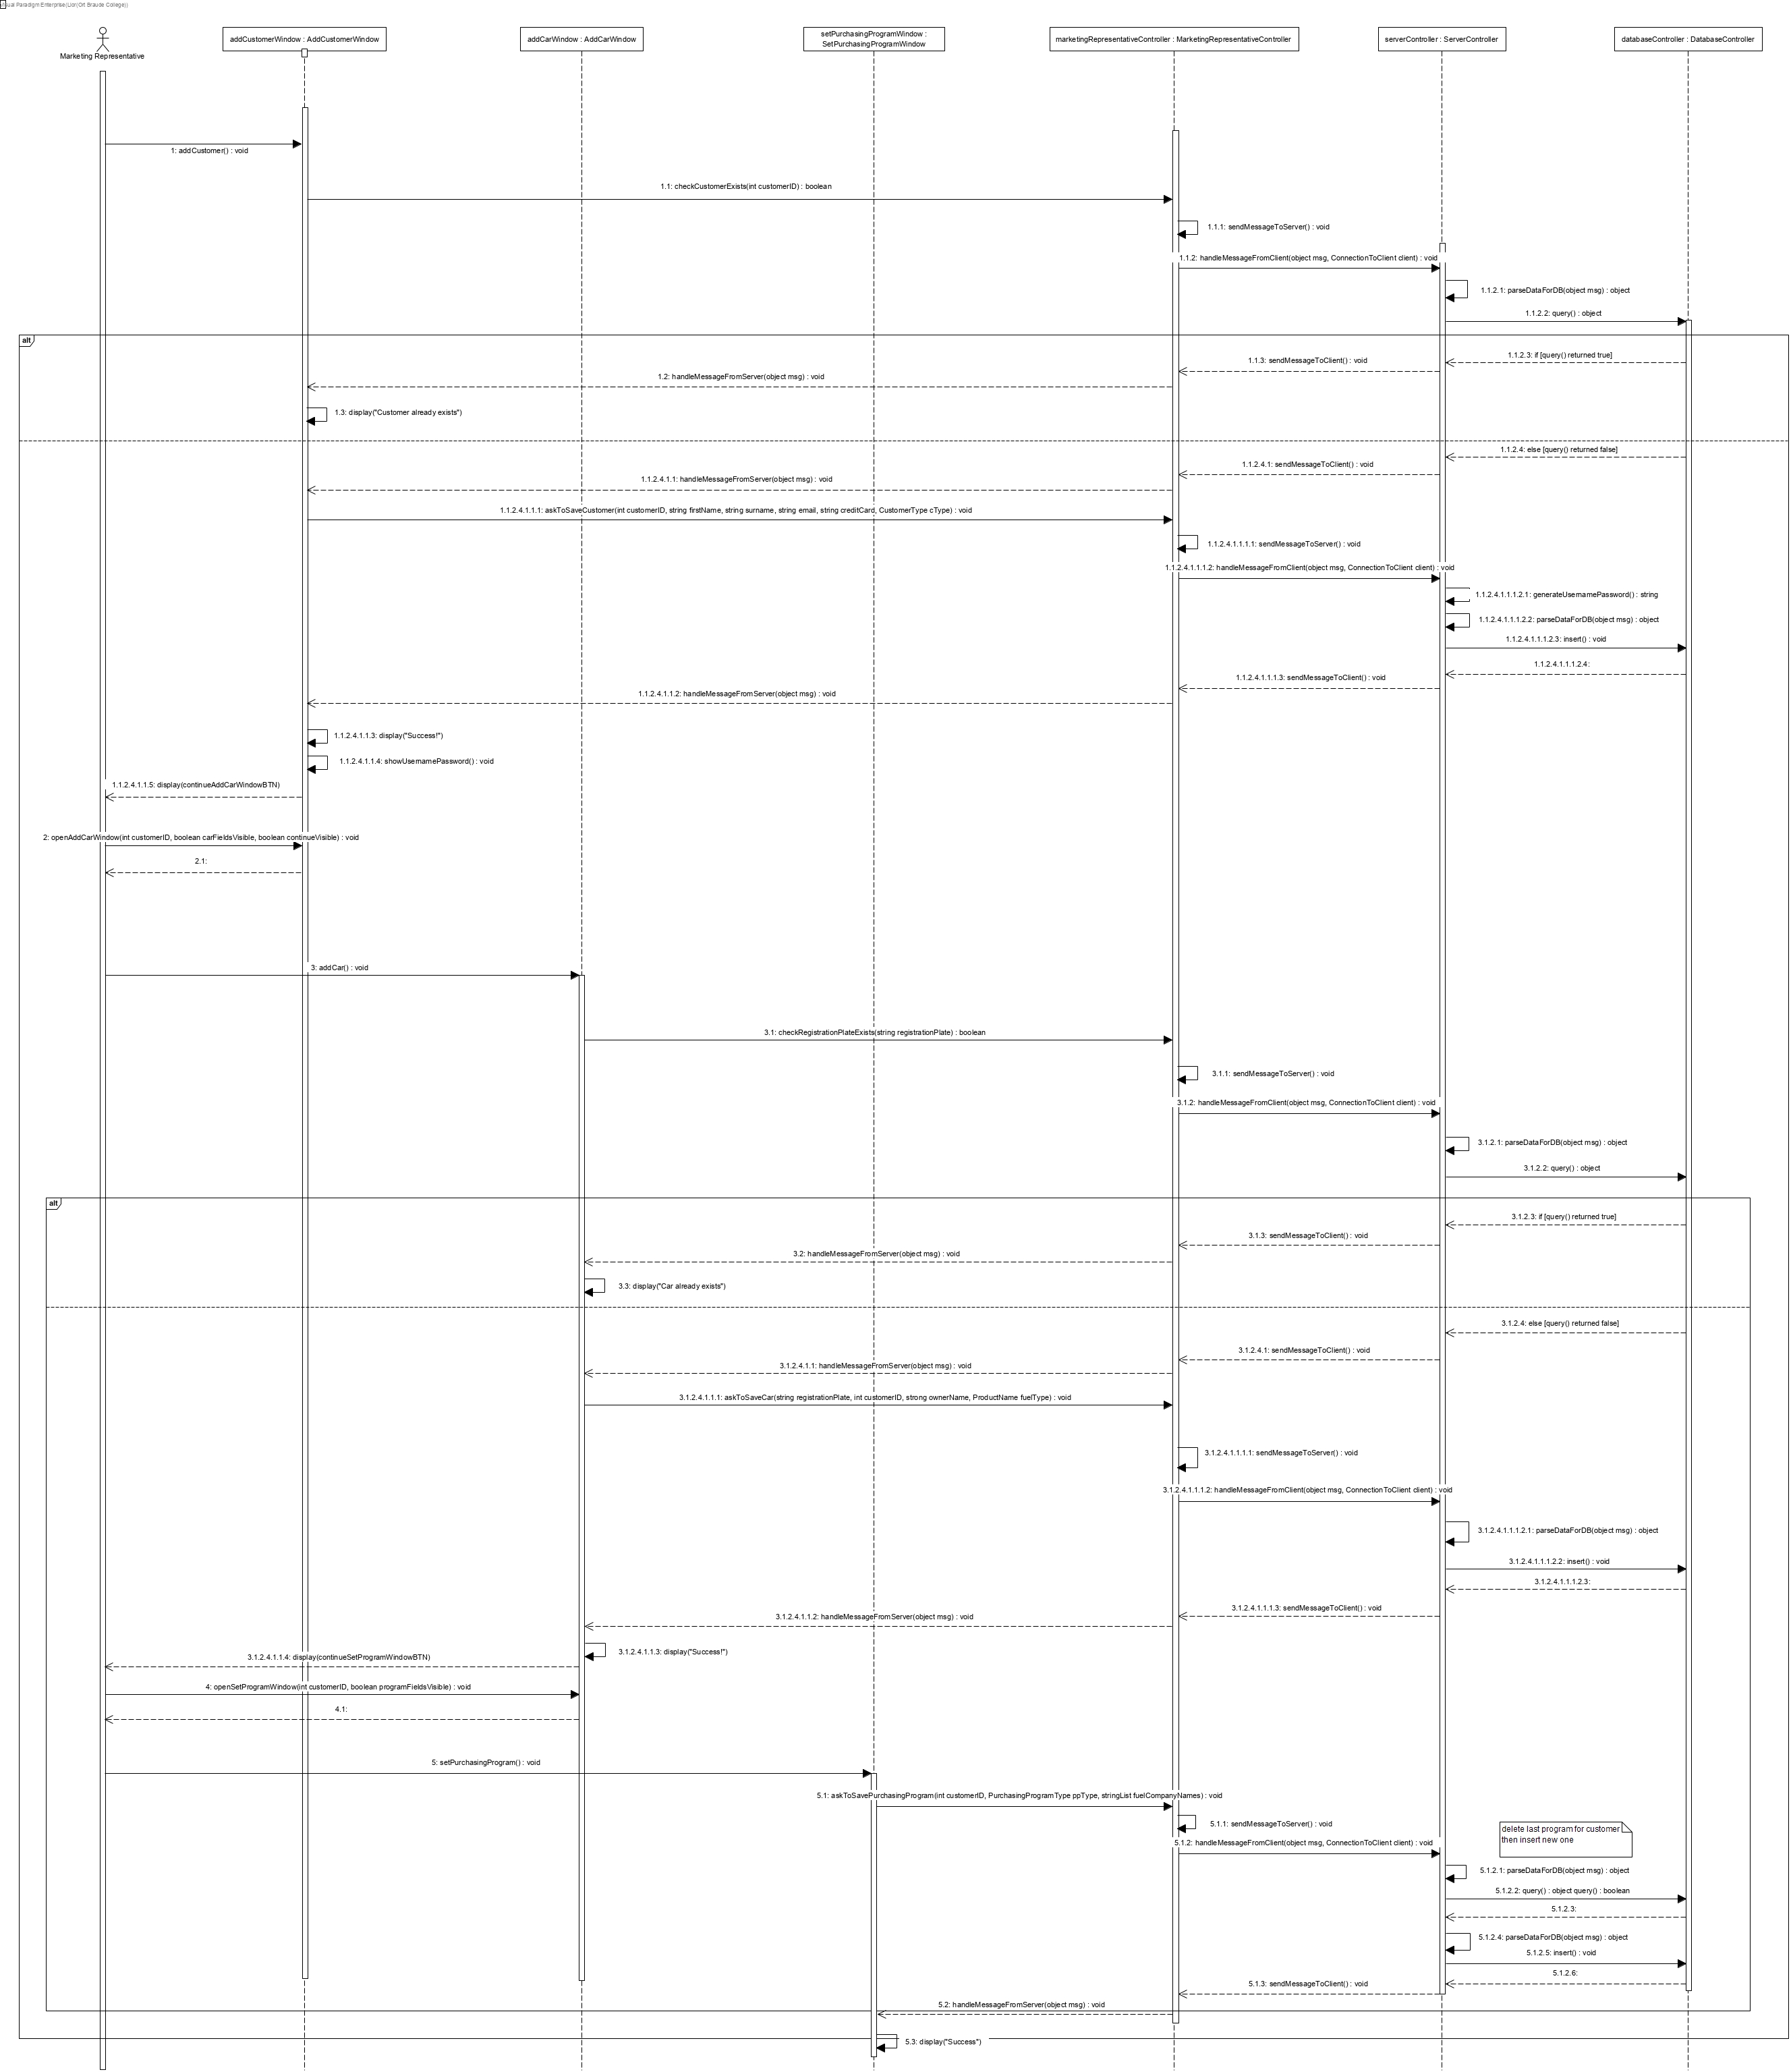 Visual Paradigm Enterprise(Lior(Ort Braude College))
Marketing Representative
addCustomerWindow : AddCustomerWindow
addCarWindow : AddCarWindow
setPurchasingProgramWindow :
SetPurchasingProgramWindow
marketingRepresentativeController : MarketingRepresentativeController
serverController : ServerController
databaseController : DatabaseController
1: addCustomer() : void
1.1: checkCustomerExists(int customerID) : boolean
1.1.1: sendMessageToServer() : void
1.1.2: handleMessageFromClient(object msg, ConnectionToClient client) : void
1.1.2.1: parseDataForDB(object msg) : object
1.1.2.2: query() : object
alt
1.1.2.3: if [query() returned true]
1.1.3: sendMessageToClient() : void
1.2: handleMessageFromServer(object msg) : void
1.3: display("Customer already exists")
1.1.2.4: else [query() returned false]
1.1.2.4.1: sendMessageToClient() : void
1.1.2.4.1.1: handleMessageFromServer(object msg) : void
1.1.2.4.1.1.1: askToSaveCustomer(int customerID, string firstName, string surname, string email, string creditCard, CustomerType cType) : void
1.1.2.4.1.1.1.1: sendMessageToServer() : void
1.1.2.4.1.1.1.2: handleMessageFromClient(object msg, ConnectionToClient client) : void
1.1.2.4.1.1.1.2.1: generateUsernamePassword() : string
1.1.2.4.1.1.1.2.2: parseDataForDB(object msg) : object
1.1.2.4.1.1.1.2.3: insert() : void
1.1.2.4.1.1.1.2.4:
1.1.2.4.1.1.1.3: sendMessageToClient() : void
1.1.2.4.1.1.2: handleMessageFromServer(object msg) : void
1.1.2.4.1.1.3: display("Success!")
1.1.2.4.1.1.4: showUsernamePassword() : void
1.1.2.4.1.1.5: display(continueAddCarWindowBTN)
2: openAddCarWindow(int customerID, boolean carFieldsVisible, boolean continueVisible) : void
2.1:
3: addCar() : void
3.1: checkRegistrationPlateExists(string registrationPlate) : boolean
3.1.1: sendMessageToServer() : void
3.1.2: handleMessageFromClient(object msg, ConnectionToClient client) : void
3.1.2.1: parseDataForDB(object msg) : object
3.1.2.2: query() : object
alt
3.1.2.3: if [query() returned true]
3.1.3: sendMessageToClient() : void
3.2: handleMessageFromServer(object msg) : void
3.3: display("Car already exists")
3.1.2.4: else [query() returned false]
3.1.2.4.1: sendMessageToClient() : void
3.1.2.4.1.1: handleMessageFromServer(object msg) : void
3.1.2.4.1.1.1: askToSaveCar(string registrationPlate, int customerID, strong ownerName, ProductName fuelType) : void
3.1.2.4.1.1.1.1: sendMessageToServer() : void
3.1.2.4.1.1.1.2: handleMessageFromClient(object msg, ConnectionToClient client) : void
3.1.2.4.1.1.1.2.1: parseDataForDB(object msg) : object
3.1.2.4.1.1.1.2.2: insert() : void
3.1.2.4.1.1.1.2.3:
3.1.2.4.1.1.1.3: sendMessageToClient() : void
3.1.2.4.1.1.2: handleMessageFromServer(object msg) : void
3.1.2.4.1.1.3: display("Success!")
3.1.2.4.1.1.4: display(continueSetProgramWindowBTN)
4: openSetProgramWindow(int customerID, boolean programFieldsVisible) : void
4.1:
5: setPurchasingProgram() : void
5.1: askToSavePurchasingProgram(int customerID, PurchasingProgramType ppType, stringList fuelCompanyNames) : void
5.1.1: sendMessageToServer() : void
delete last program for customer
then insert new one
5.1.2: handleMessageFromClient(object msg, ConnectionToClient client) : void
5.1.2.1: parseDataForDB(object msg) : object
5.1.2.2: query() : object query() : boolean
5.1.2.3:
5.1.2.4: parseDataForDB(object msg) : object
5.1.2.5: insert() : void
5.1.2.6:
5.1.3: sendMessageToClient() : void
5.2: handleMessageFromServer(object msg) : void
5.3: display("Success")